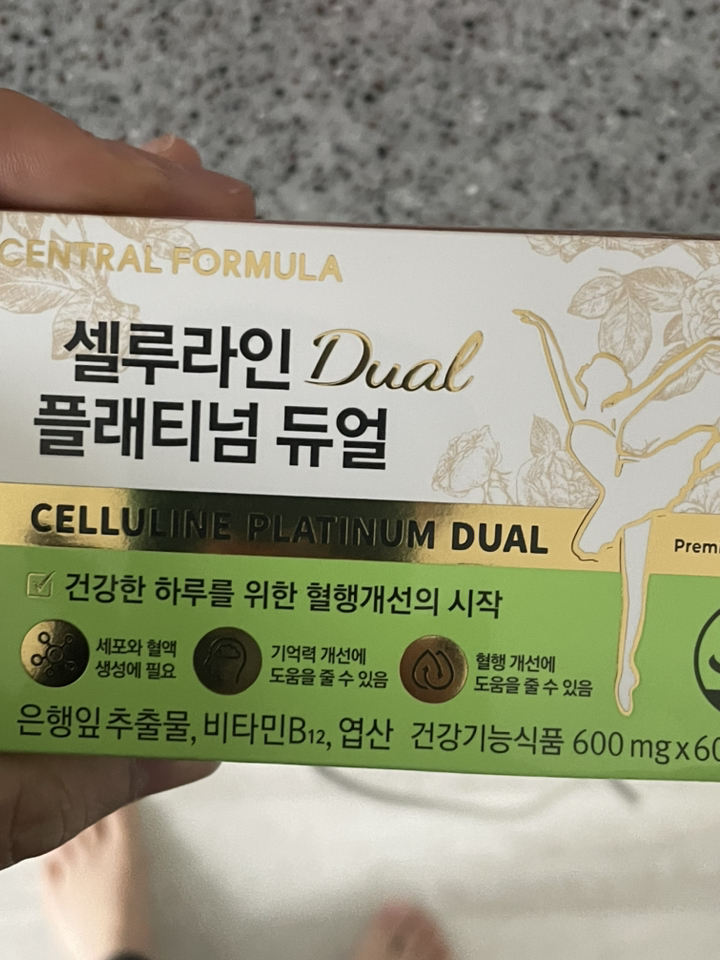 CENTRAL FORMULA
셀루라인 Dual
플래티넘 듀얼
CELLULINE PLATINUM DUAL
건강한 하루를 위한 혈행개선의 시작
세포와 혈액
생성에 필요
기억력 개선에
도움을 줄 수 있음
혈행 개선에
도움을 줄 수 있음
은행잎추출물, 비타민B12, 엽산 건강기능식품 600 mg x 60